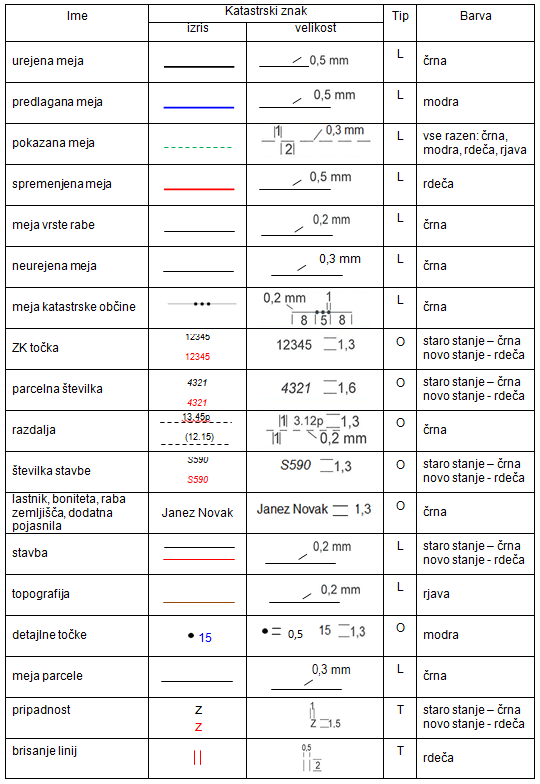 Ime Katastrski znak Tip Barva
izris velikost
urejena meja 0,5 mm L črna
predlagana meja 0,5 mm L modra
pokazana meja |1| 0,3 mm |2| L vse razen: črna,
modra, rdeča, rjava
spremenjena meja 0,5 mm L rdeča
meja vrste rabe 0,2 mm L črna
neurejena meja 0,3 mm L črna
meja katastrske občine 0,2 mm 1 L črna
| 8 |5| 8 |
ZK točka 12345 12345 1,3 O staro stanje – črna
12345 novo stanje - rdeča
parcelna številka 4321 4321 1,6 O staro stanje – črna
4321 novo stanje - rdeča
razdalja 13.45p |1| 3.12p 1,3 O črna
(12.15) |1| 0,2 mm
številka stavbe S590 S590 1,3 O staro stanje – črna
S590 novo stanje - rdeča
lastnik, boniteta, raba
zemljišča, dodatna Janez Novak Janez Novak 1,3 O črna
pojasnila
stavba 0,2 mm L staro stanje – črna
novo stanje - rdeča
topografija 0,2 mm L rjava
detajlne točke 15 0,5 15 1,3 O modra
meja parcele 0,3 mm L črna
pripadnost Z 1 T staro stanje – črna
Z Z 1,5 novo stanje - rdeča
brisanje linij 0,5 2 T rdeča